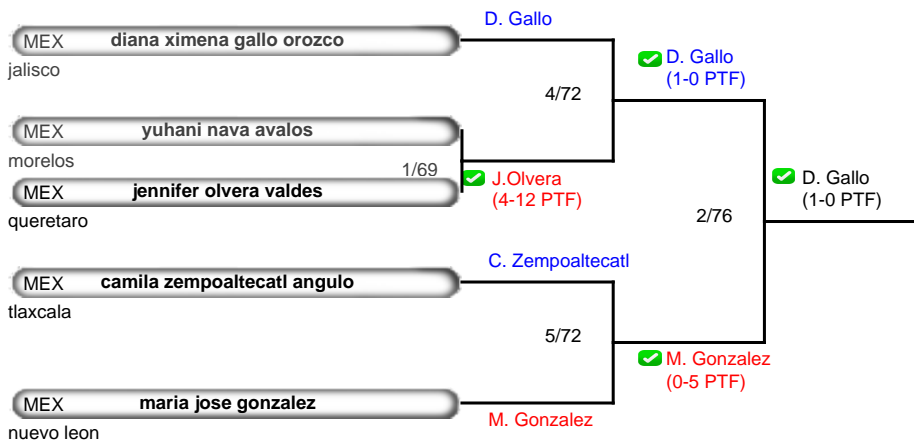 D. Gallo
MEX diana ximena gallo orozco
jalisco
D. Gallo
(1-0 PTF)
4/72
MEX yuhani nava avalos
morelos
1/69
J.Olvera
(4-12 PTF)
MEX jennifer olvera valdes
queretaro
D. Gallo
(1-0 PTF)
2/76
C. Zempoaltecatl
MEX camila zempoaltecatl angulo
tlaxcala
5/72
M. Gonzalez
(0-5 PTF)
MEX maria jose gonzalez
M. Gonzalez
nuevo leon